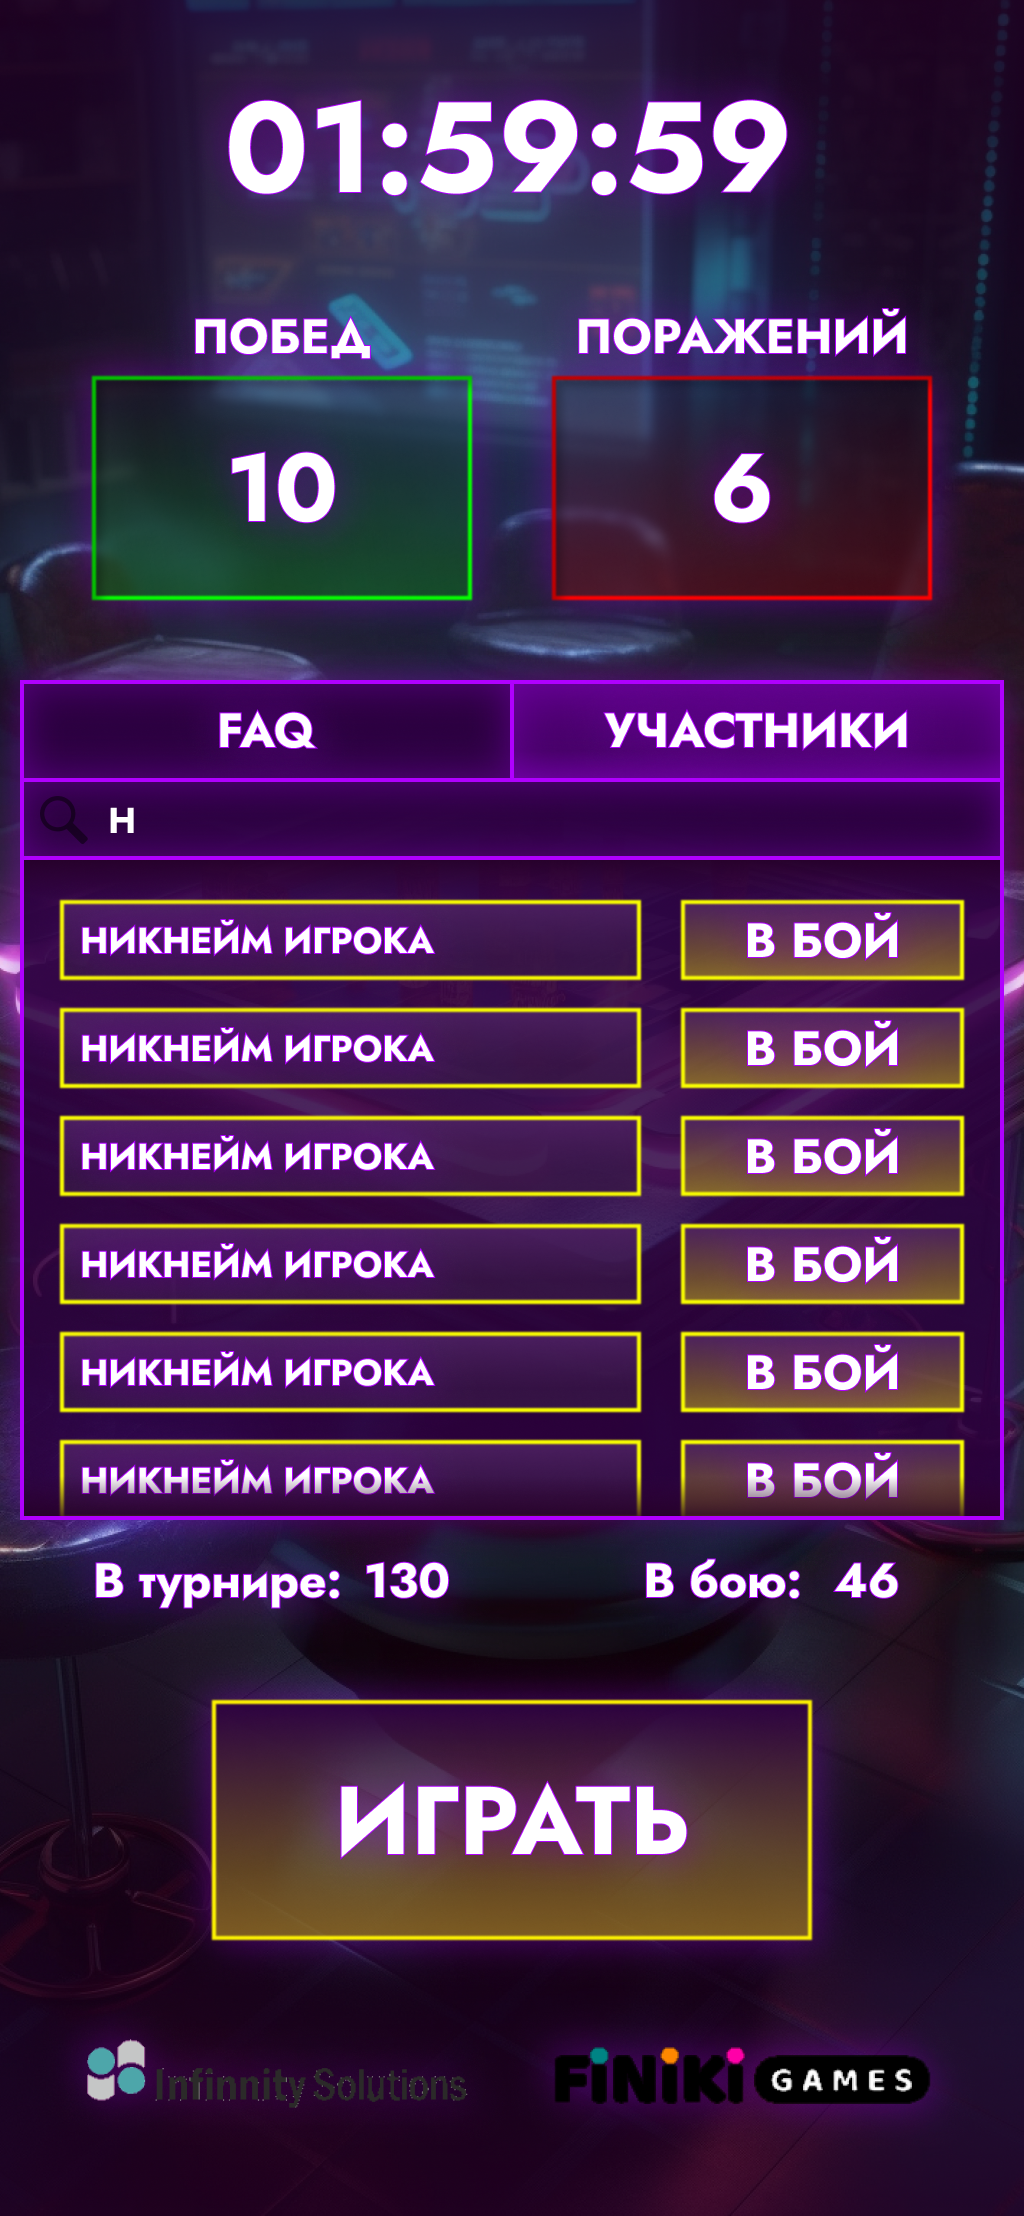 01:59:59
ПОБЕД ПОРАЖЕНИЙ
10 6
FAQ УЧАСТНИКИ
Н
НИКНЕЙМ ИГРОКА В БОЙ
НИКНЕЙМ ИГРОКА В БОЙ
НИКНЕЙМ ИГРОКА В БОЙ
НИКНЕЙМ ИГРОКА В БОЙ
НИКНЕЙМ ИГРОКА В БОЙ
НИКНЕЙМ ИГРОКА В БОЙ
В турнире: 130 В бою: 46
ИГРАТЬ
Infinnity Solutions FiNiKi GAMES